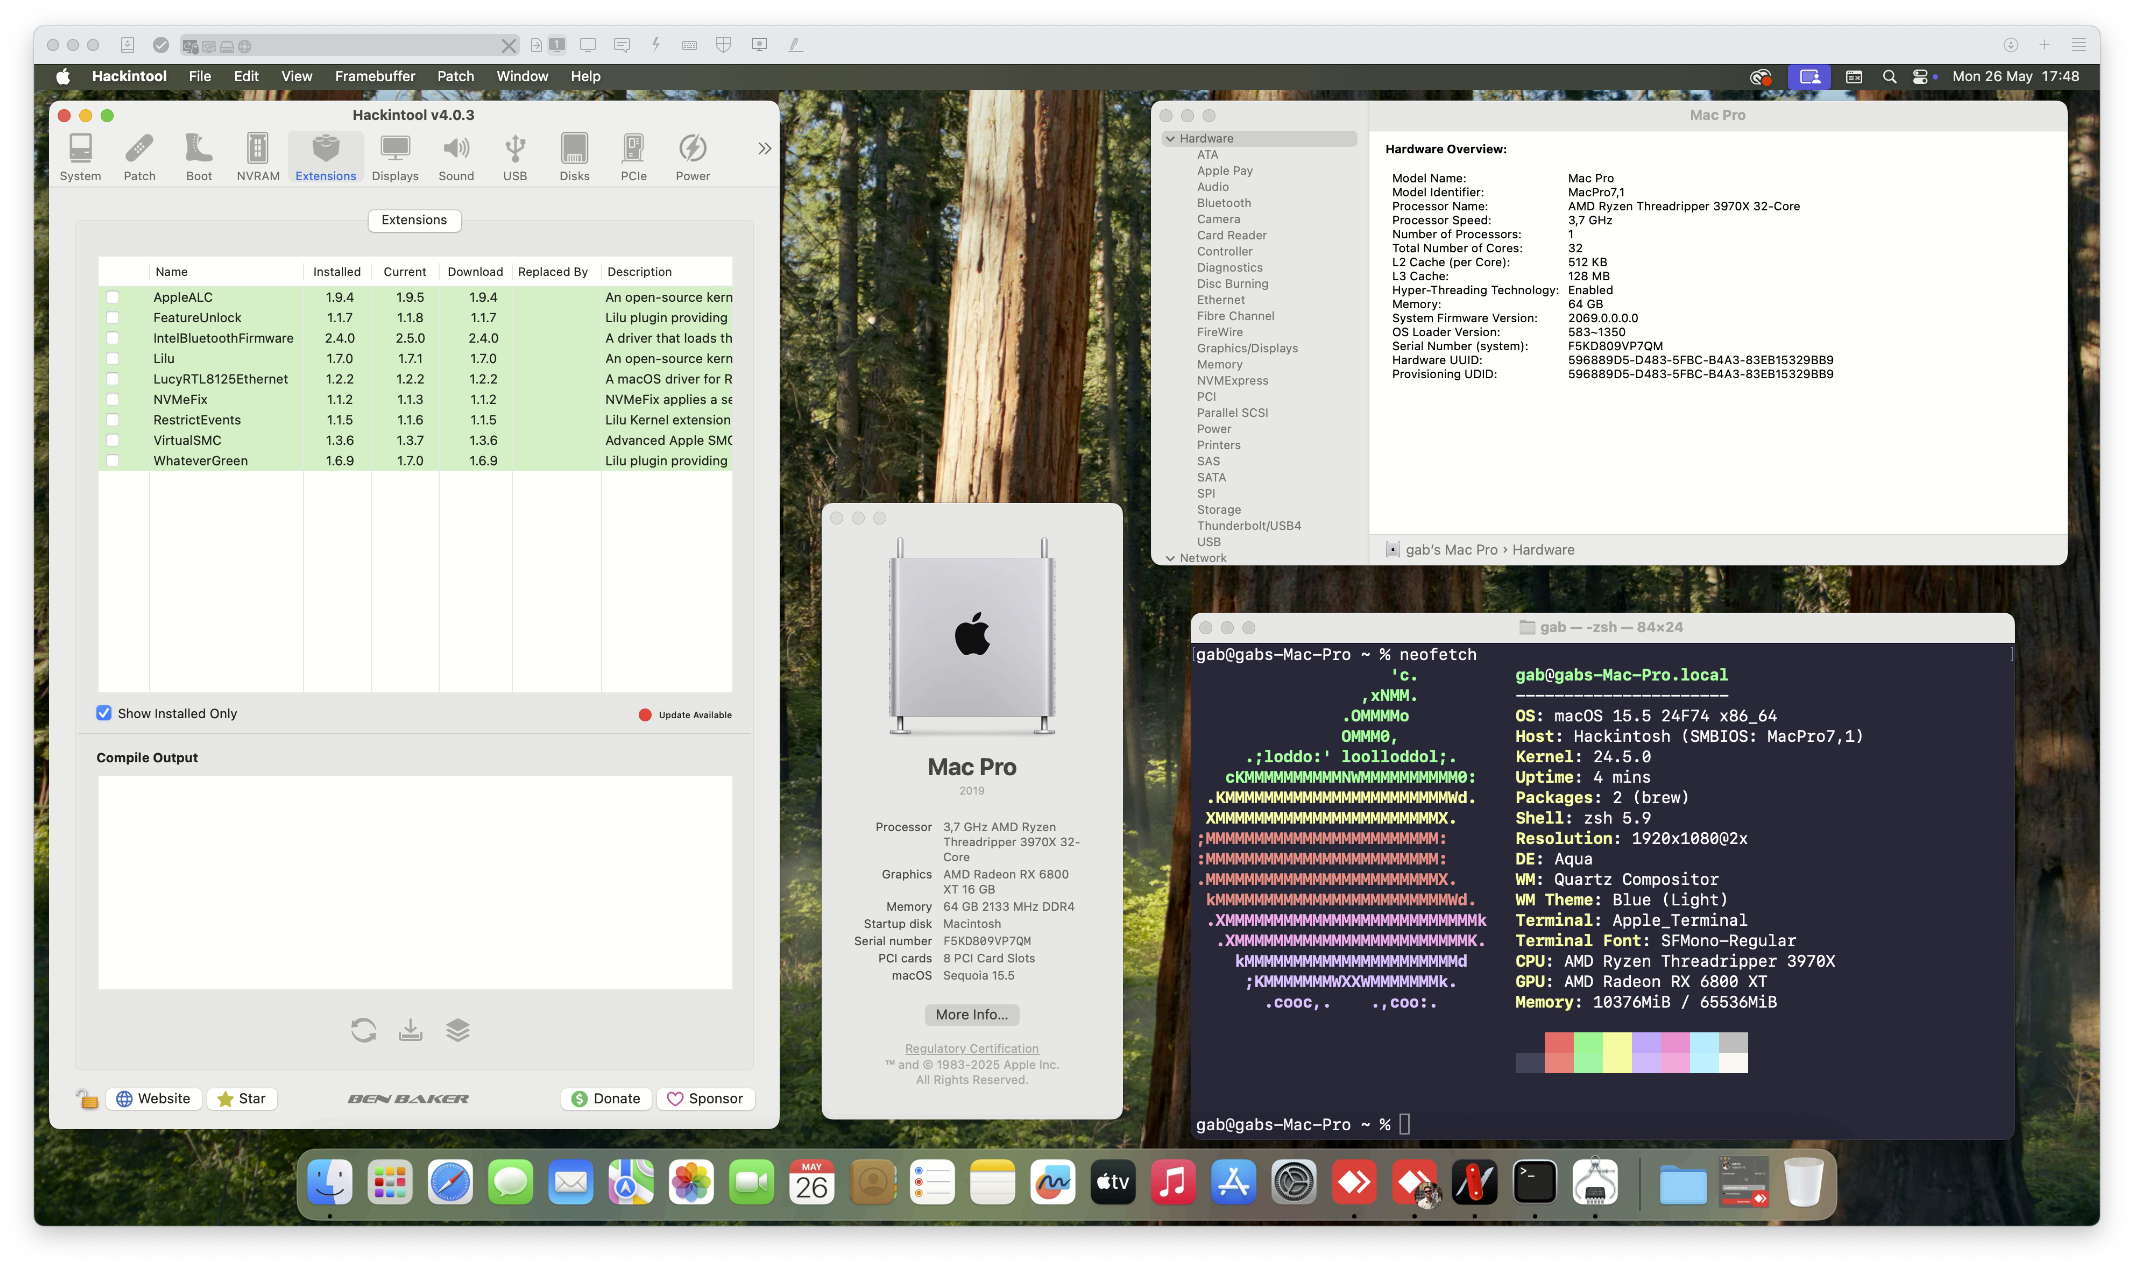 1
Hackintool File Edit View Framebuffer Patch Window Help
Mon 26 May 17:48
Hackintool v4.0.3
System Patch Boot NVRAM Extensions Displays Sound USB Disks PCIe Power
Extensions
Name Installed Current Download Replaced By Description
AppleALC 1.9.4 1.9.5 1.9.4 An open-source kern
FeatureUnlock 1.1.7 1.1.8 1.1.7 Lilu plugin providing
IntelBluetoothFirmware 2.4.0 2.5.0 2.4.0 A driver that loads th
Lilu 1.7.0 1.7.1 1.7.0 An open-source kern
LucyRTL8125Ethernet 1.2.2 1.2.2 1.2.2 A macOS driver for R
NVMeFix 1.1.2 1.1.3 1.1.2 NVMeFix applies a se
RestrictEvents 1.1.5 1.1.6 1.1.5 Lilu Kernel extension
VirtualSMC 1.3.6 1.3.7 1.3.6 Advanced Apple SMC
WhateverGreen 1.6.9 1.7.0 1.6.9 Lilu plugin providing
Show Installed Only
Update Available
Compile Output
Website Star BEN BAKER Donate Sponsor
Mac Pro
2019
Processor 3,7 GHz AMD Ryzen
Threadripper 3970X 32-
Core
Graphics AMD Radeon RX 6800
XT 16 GB
Memory 64 GB 2133 MHz DDR4
Startup disk Macintosh
Serial number F5KD809VP7QM
PCI cards 8 PCI Card Slots
macOS Sequoia 15.5
More Info...
Regulatory Certification
™ and © 1983-2025 Apple Inc.
All Rights Reserved.
Mac Pro
Hardware
ATA
Apple Pay
Audio
Bluetooth
Camera
Card Reader
Controller
Diagnostics
Disc Burning
Ethernet
Fibre Channel
FireWire
Graphics/Displays
Memory
NVMExpress
PCI
Parallel SCSI
Power
Printers
SAS
SATA
SPI
Storage
Thunderbolt/USB4
USB
Network
Hardware Overview:
Model Name: Mac Pro
Model Identifier: MacPro7,1
Processor Name: AMD Ryzen Threadripper 3970X 32-Core
Processor Speed: 3,7 GHz
Number of Processors: 1
Total Number of Cores: 32
L2 Cache (per Core): 512 KB
L3 Cache: 128 MB
Hyper-Threading Technology: Enabled
Memory: 64 GB
System Firmware Version: 2069.0.0.0.0
OS Loader Version: 583~1350
Serial Number (system): F5KD809VP7QM
Hardware UUID: 596889D5-D483-5FBC-B4A3-83EB15329BB9
Provisioning UDID: 596889D5-D483-5FBC-B4A3-83EB15329BB9
gab's Mac Pro › Hardware
gab — -zsh — 84×24
[gab@gabs-Mac-Pro ~ % neofetch ]
'c. gab@gabs-Mac-Pro.local
,xNMM. ----------------------
.OMMMMo OS: macOS 15.5 24F74 x86_64
OMMM0, Host: Hackintosh (SMBIOS: MacPro7,1)
.;loddo:' loolloddol;. Kernel: 24.5.0
cKMMMMMMMMMMNWMMMMMMMMMM0: Uptime: 4 mins
.KMMMMMMMMMMMMMMMMMMMMMMMWd. Packages: 2 (brew)
XMMMMMMMMMMMMMMMMMMMMMMMX. Shell: zsh 5.9
;MMMMMMMMMMMMMMMMMMMMMMMM: Resolution: 1920x1080@2x
:MMMMMMMMMMMMMMMMMMMMMMMM: DE: Aqua
.MMMMMMMMMMMMMMMMMMMMMMMMX. WM: Quartz Compositor
kMMMMMMMMMMMMMMMMMMMMMMMMWd. WM Theme: Blue (Light)
.XMMMMMMMMMMMMMMMMMMMMMMMMMMk Terminal: Apple_Terminal
.XMMMMMMMMMMMMMMMMMMMMMMMMK. Terminal Font: SFMono-Regular
kMMMMMMMMMMMMMMMMMMMMMMd CPU: AMD Ryzen Threadripper 3970X
;KMMMMMMMWXXWMMMMMMMk. GPU: AMD Radeon RX 6800 XT
.cooc,. .,coo:. Memory: 10376MiB / 65536MiB
gab@gabs-Mac-Pro ~ %
MAY
26
tv
>_